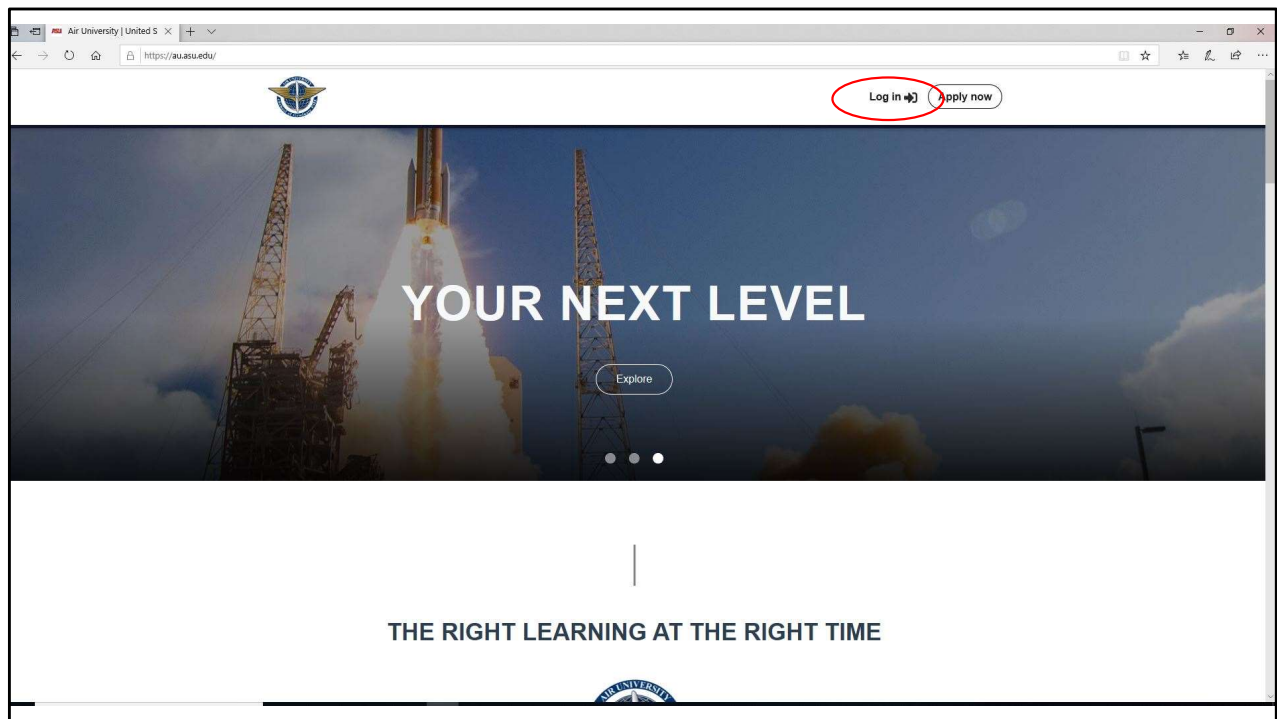 Air University | United S
https://au.asu.edu/
Log in
Apply now
YOUR NEXT LEVEL
Explore
THE RIGHT LEARNING AT THE RIGHT TIME
AIR UNIVERSITY